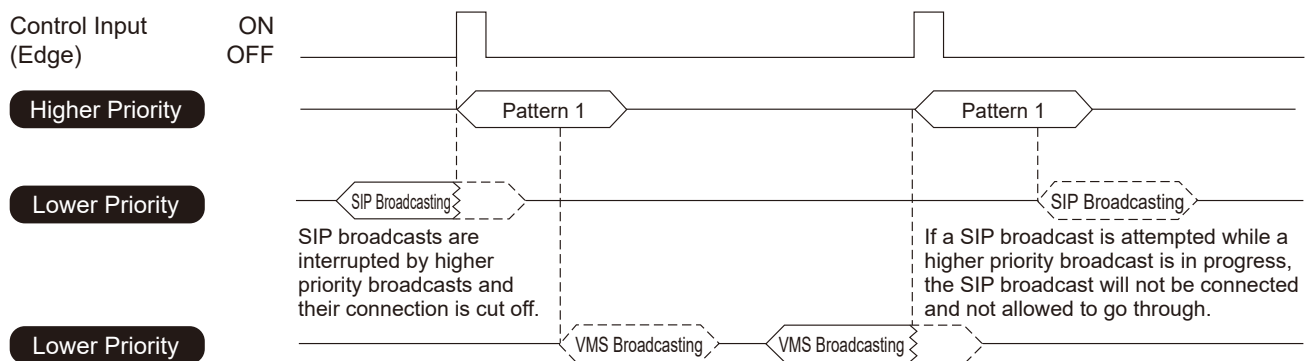 Control Input ON
(Edge) OFF
Higher Priority
Pattern 1 Pattern 1
Lower Priority
SIP Broadcasting SIP Broadcasting
SIP broadcasts are
interrupted by higher
priority broadcasts and
their connection is cut off.
If a SIP broadcast is attempted while a
higher priority broadcast is in progress,
the SIP broadcast will not be connected
and not allowed to go through.
Lower Priority
VMS Broadcasting VMS Broadcasting